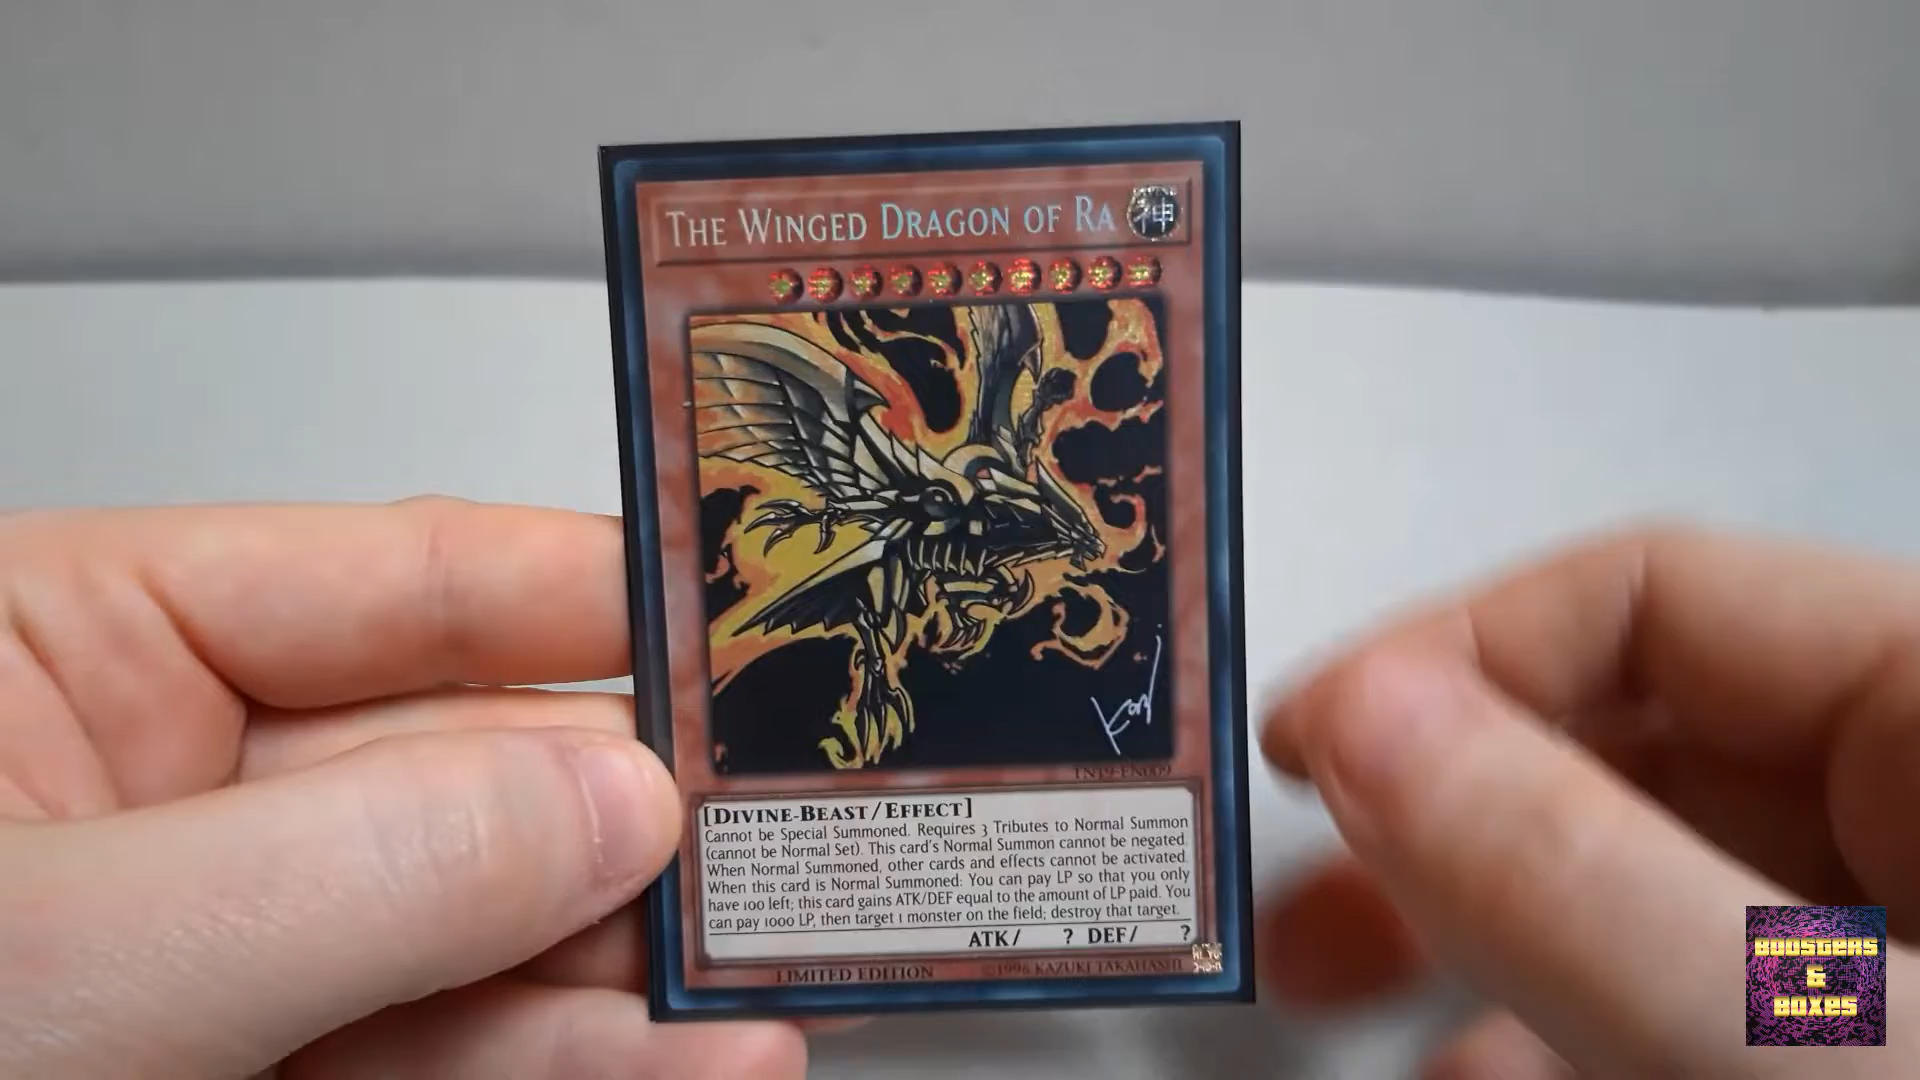 THE WINGED DRAGON OF RA 神
TN19-EN009
[DIVINE-BEAST/EFFECT]
Cannot be Special Summoned. Requires 3 Tributes to Normal Summon
(cannot be Normal Set). This card's Normal Summon cannot be negated.
When Normal Summoned, other cards and effects cannot be activated.
When this card is Normal Summoned: You can pay LP so that you only
have 100 left; this card gains ATK/DEF equal to the amount of LP paid. You
can pay 1000 LP, then target 1 monster on the field; destroy that target.
ATK/ ? DEF/ ?
LIMITED EDITION ©1996 KAZUKI TAKAHASHI
BOOSTERS
&
BOXES